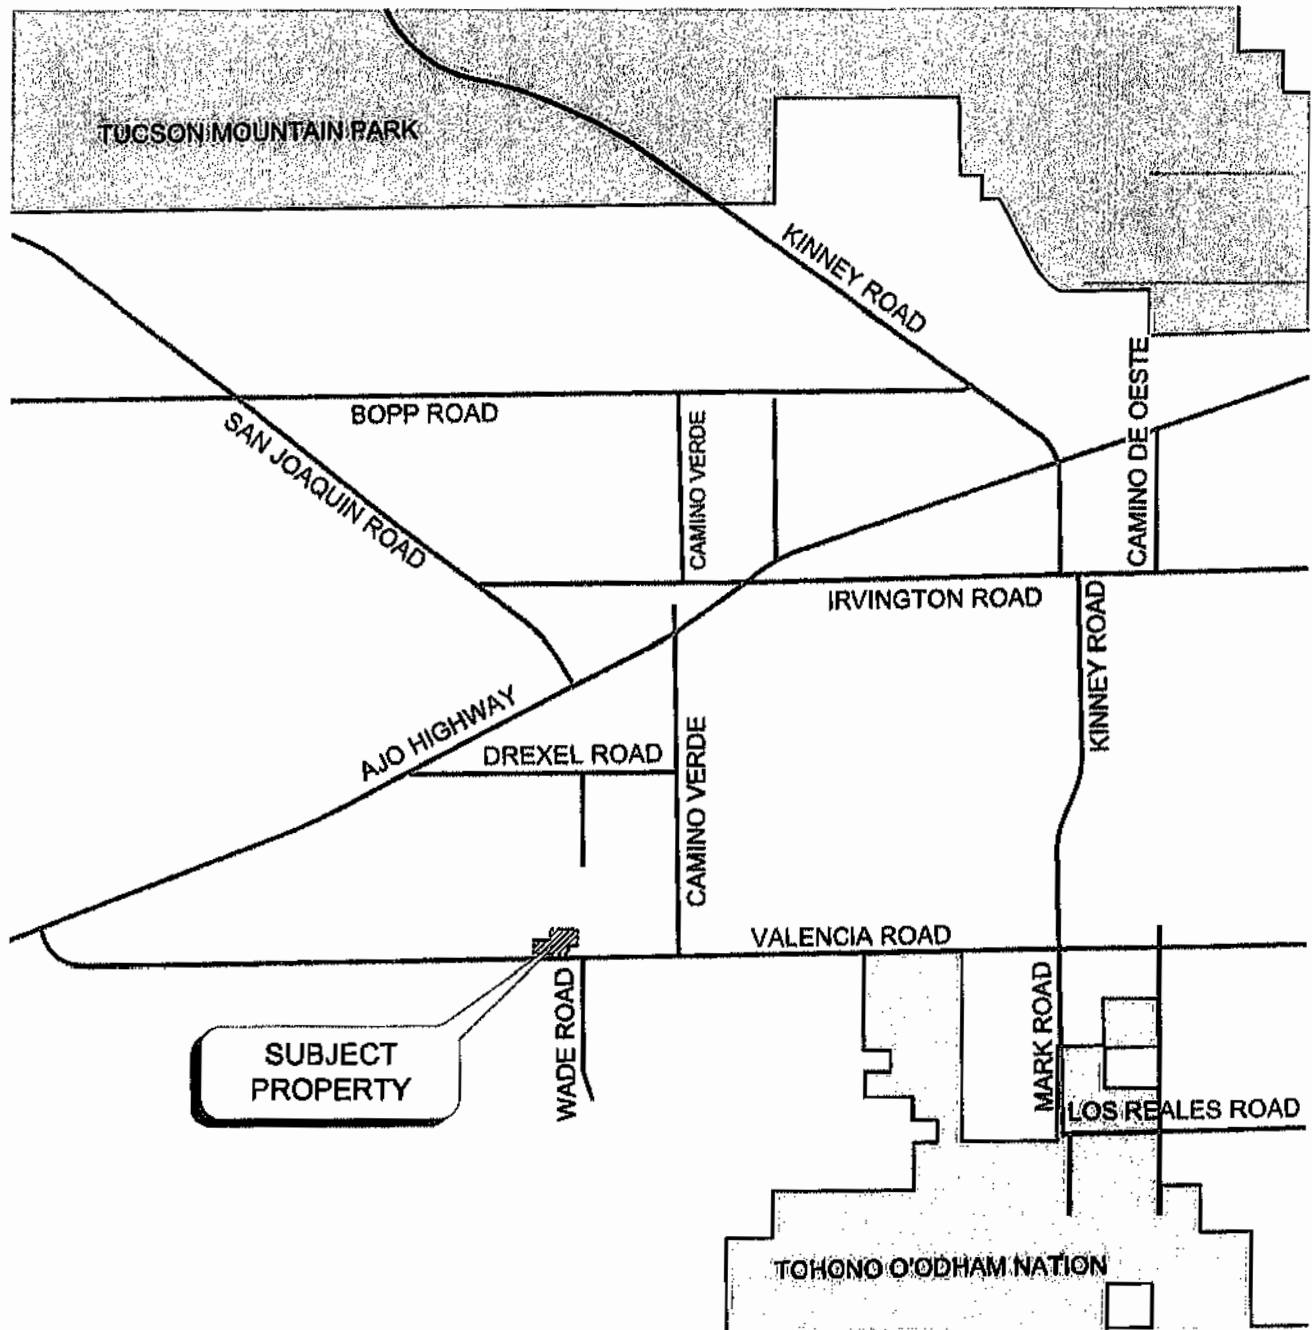 TUCSON MOUNTAIN PARK
KINNEY ROAD
CAMINO DE OESTE
BOPP ROAD
SAN JOAQUIN ROAD
CAMINO VERDE
IRVINGTON ROAD
KINNEY ROAD
AJO HIGHWAY
DREXEL ROAD
CAMINO VERDE
VALENCIA ROAD
WADE ROAD
MARK ROAD
SUBJECT
PROPERTY
LOS REALES ROAD
TOHONO O'ODHAM NATION